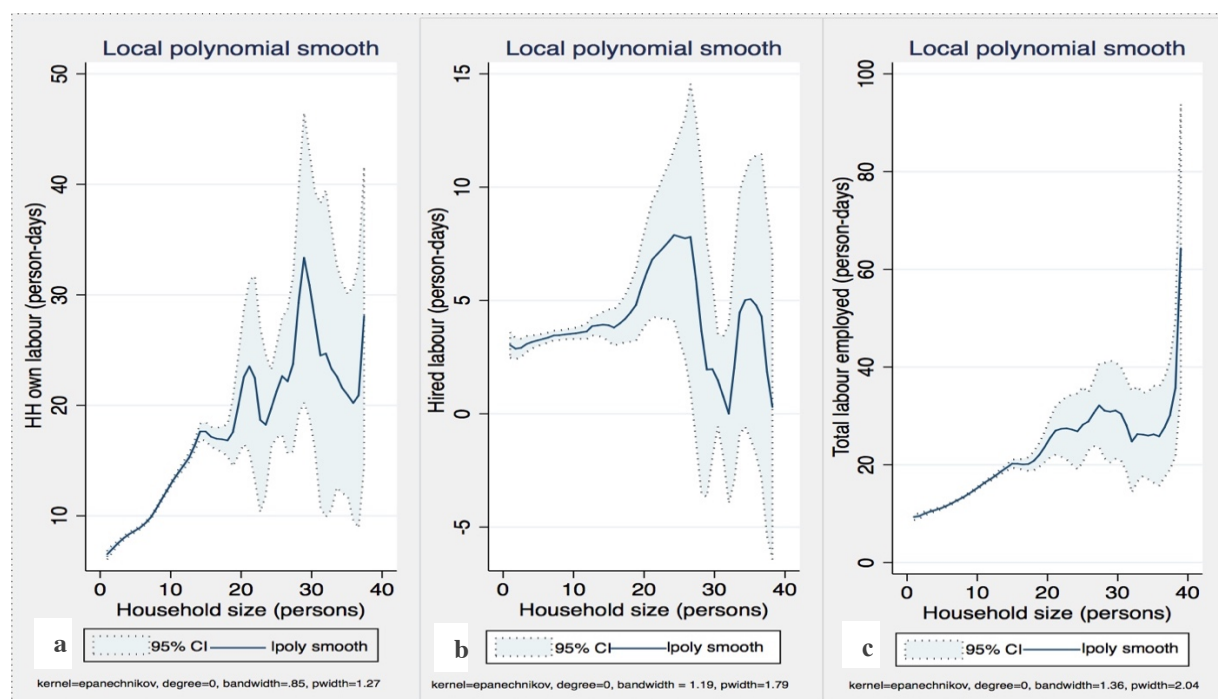 Local polynomial smooth
HH own labour (person-days)
50
40
30
20
10
0 10 20 30 40
Household size (persons)
a
95% CI lpoly smooth
kernel=epanechnikov, degree=0, bandwidth=.85, pwidth=1.27
Local polynomial smooth
Hired labour (person-days)
15
10
5
0
-5
0 10 20 30 40
Household size (persons)
b
95% CI lpoly smooth
kernel=epanechnikov, degree=0, bandwidth = 1.19, pwidth=1.79
Local polynomial smooth
Total labour employed (person-days)
100
80
60
40
20
0
0 10 20 30 40
Household size (persons)
c
95% CI lpoly smooth
kernel=epanechnikov, degree=0, bandwidth=1.36, pwidth=2.04